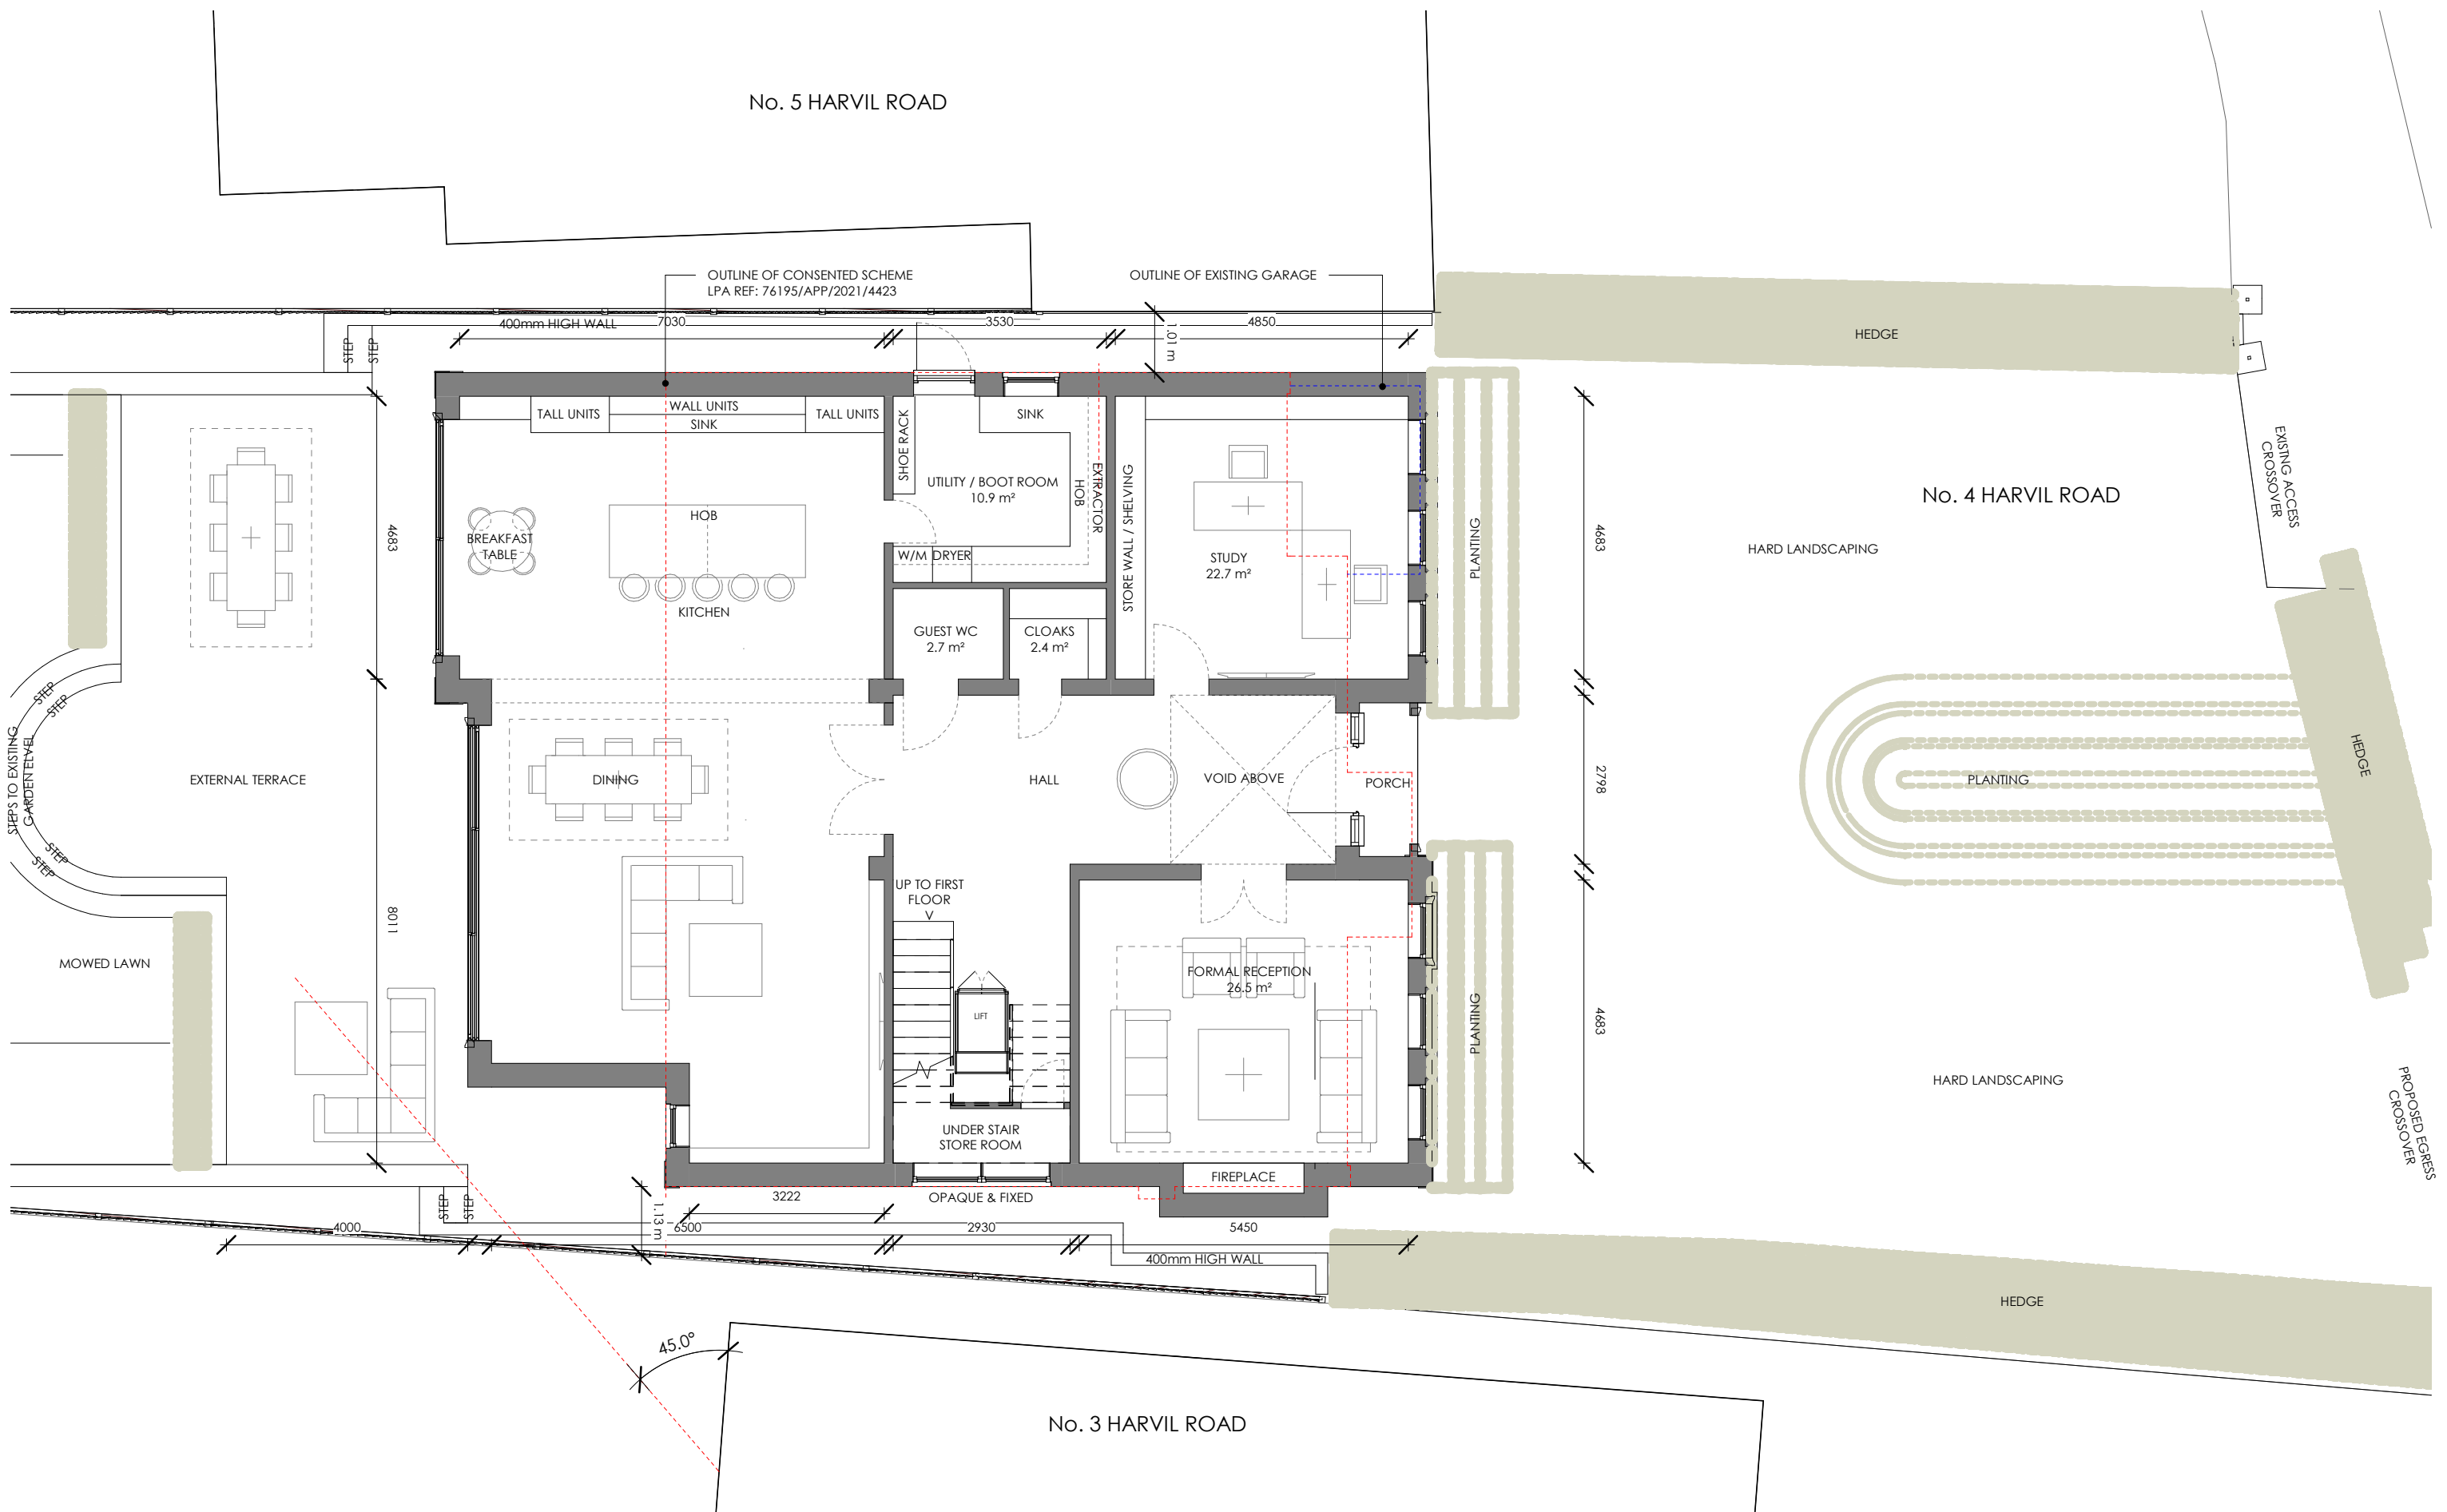 No. 5 HARVIL ROAD
OUTLINE OF CONSENTED SCHEME
LPA REF: 76195/APP/2021/4423
OUTLINE OF EXISTING GARAGE
400mm HIGH WALL
7030
3530
4850
1.01 m
HEDGE
STEP
STEP
TALL UNITS
WALL UNITS
SINK
TALL UNITS
SHOE RACK
SINK
UTILITY / BOOT ROOM
10.9 m²
HOB
EXTRACTOR
STORE WALL / SHELVING
STUDY
22.7 m²
4683
PLANTING
No. 4 HARVIL ROAD
HARD LANDSCAPING
EXISTNG ACCESS
CROSSOVER
4683
BREAKFAST
TABLE
HOB
KITCHEN
W/M
DRYER
GUEST WC
2.7 m²
CLOAKS
2.4 m²
STEP
STEP
STEPS TO EXISTING
GARDEN ELVEL
STEP
STEP
EXTERNAL TERRACE
DINING
HALL
VOID ABOVE
PORCH
2798
PLANTING
HEDGE
8011
UP TO FIRST
FLOOR
V
MOWED LAWN
LIFT
FORMAL RECEPTION
26.5 m²
4683
PLANTING
HARD LANDSCAPING
PROPOSED EGRESS
CROSSOVER
UNDER STAIR
STORE ROOM
FIREPLACE
STEP
STEP
3222
OPAQUE & FIXED
1.13 m
4000
6500
2930
5450
400mm HIGH WALL
HEDGE
45.0°
No. 3 HARVIL ROAD